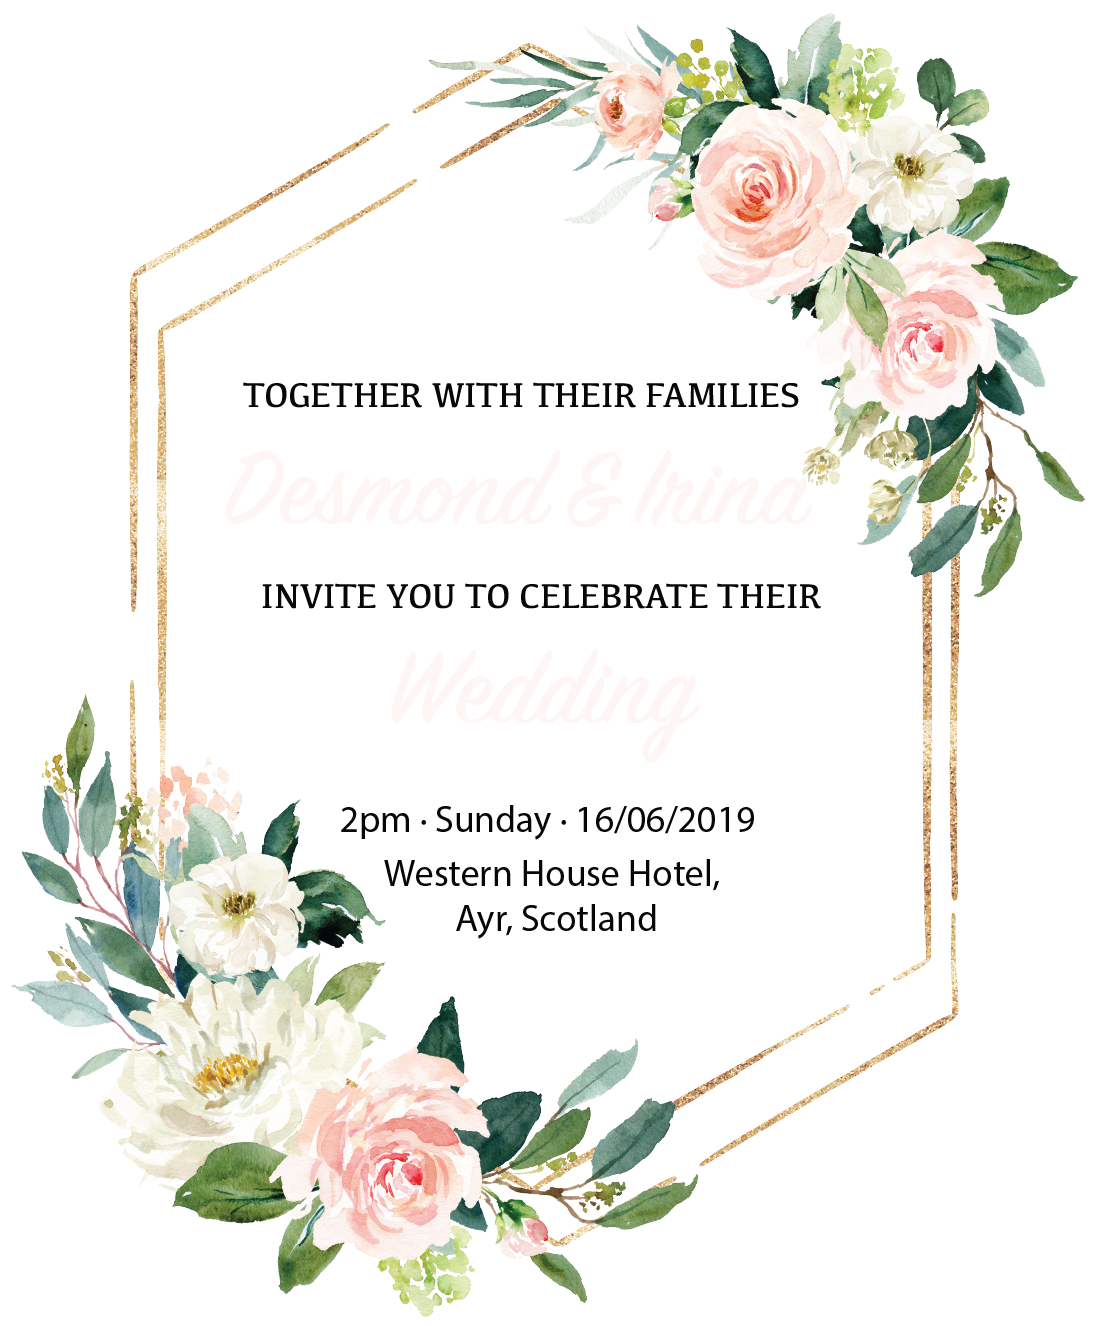 TOGETHER WITH THEIR FAMILIES
Desmond & Irina
INVITE YOU TO CELEBRATE THEIR
Wedding
2pm · Sunday · 16/06/2019
Western House Hotel,
Ayr, Scotland